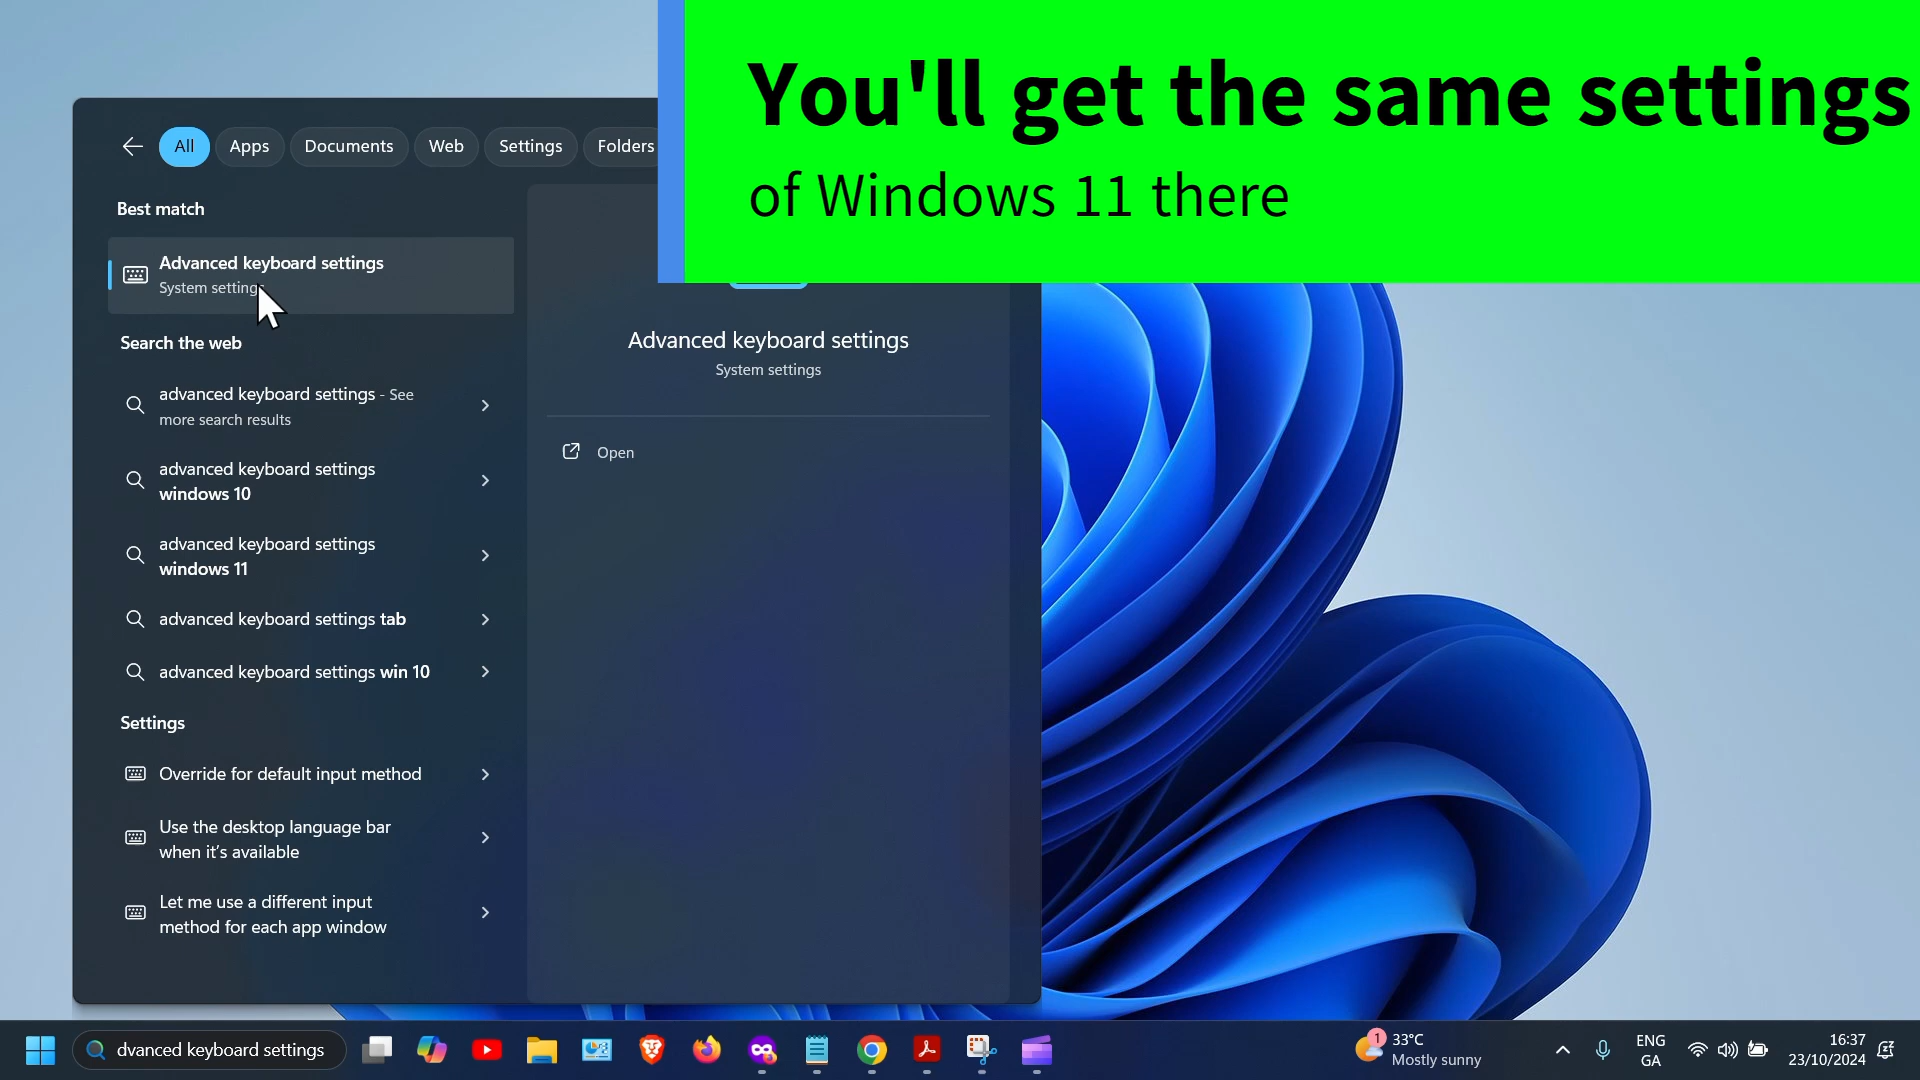 You'll get the same settings
of Windows 11 there
All
Apps
Documents
Web
Settings
Folders
Best match
Advanced keyboard settings
System settings
Search the web
advanced keyboard settings - See
more search results
advanced keyboard settings
windows 10
advanced keyboard settings
windows 11
advanced keyboard settings tab
advanced keyboard settings win 10
Settings
Override for default input method
Use the desktop language bar
when it's available
Let me use a different input
method for each app window
Advanced keyboard settings
System settings
Open
dvanced keyboard settings
1
33°C
Mostly sunny
ENG
GA
16:37
23/10/2024